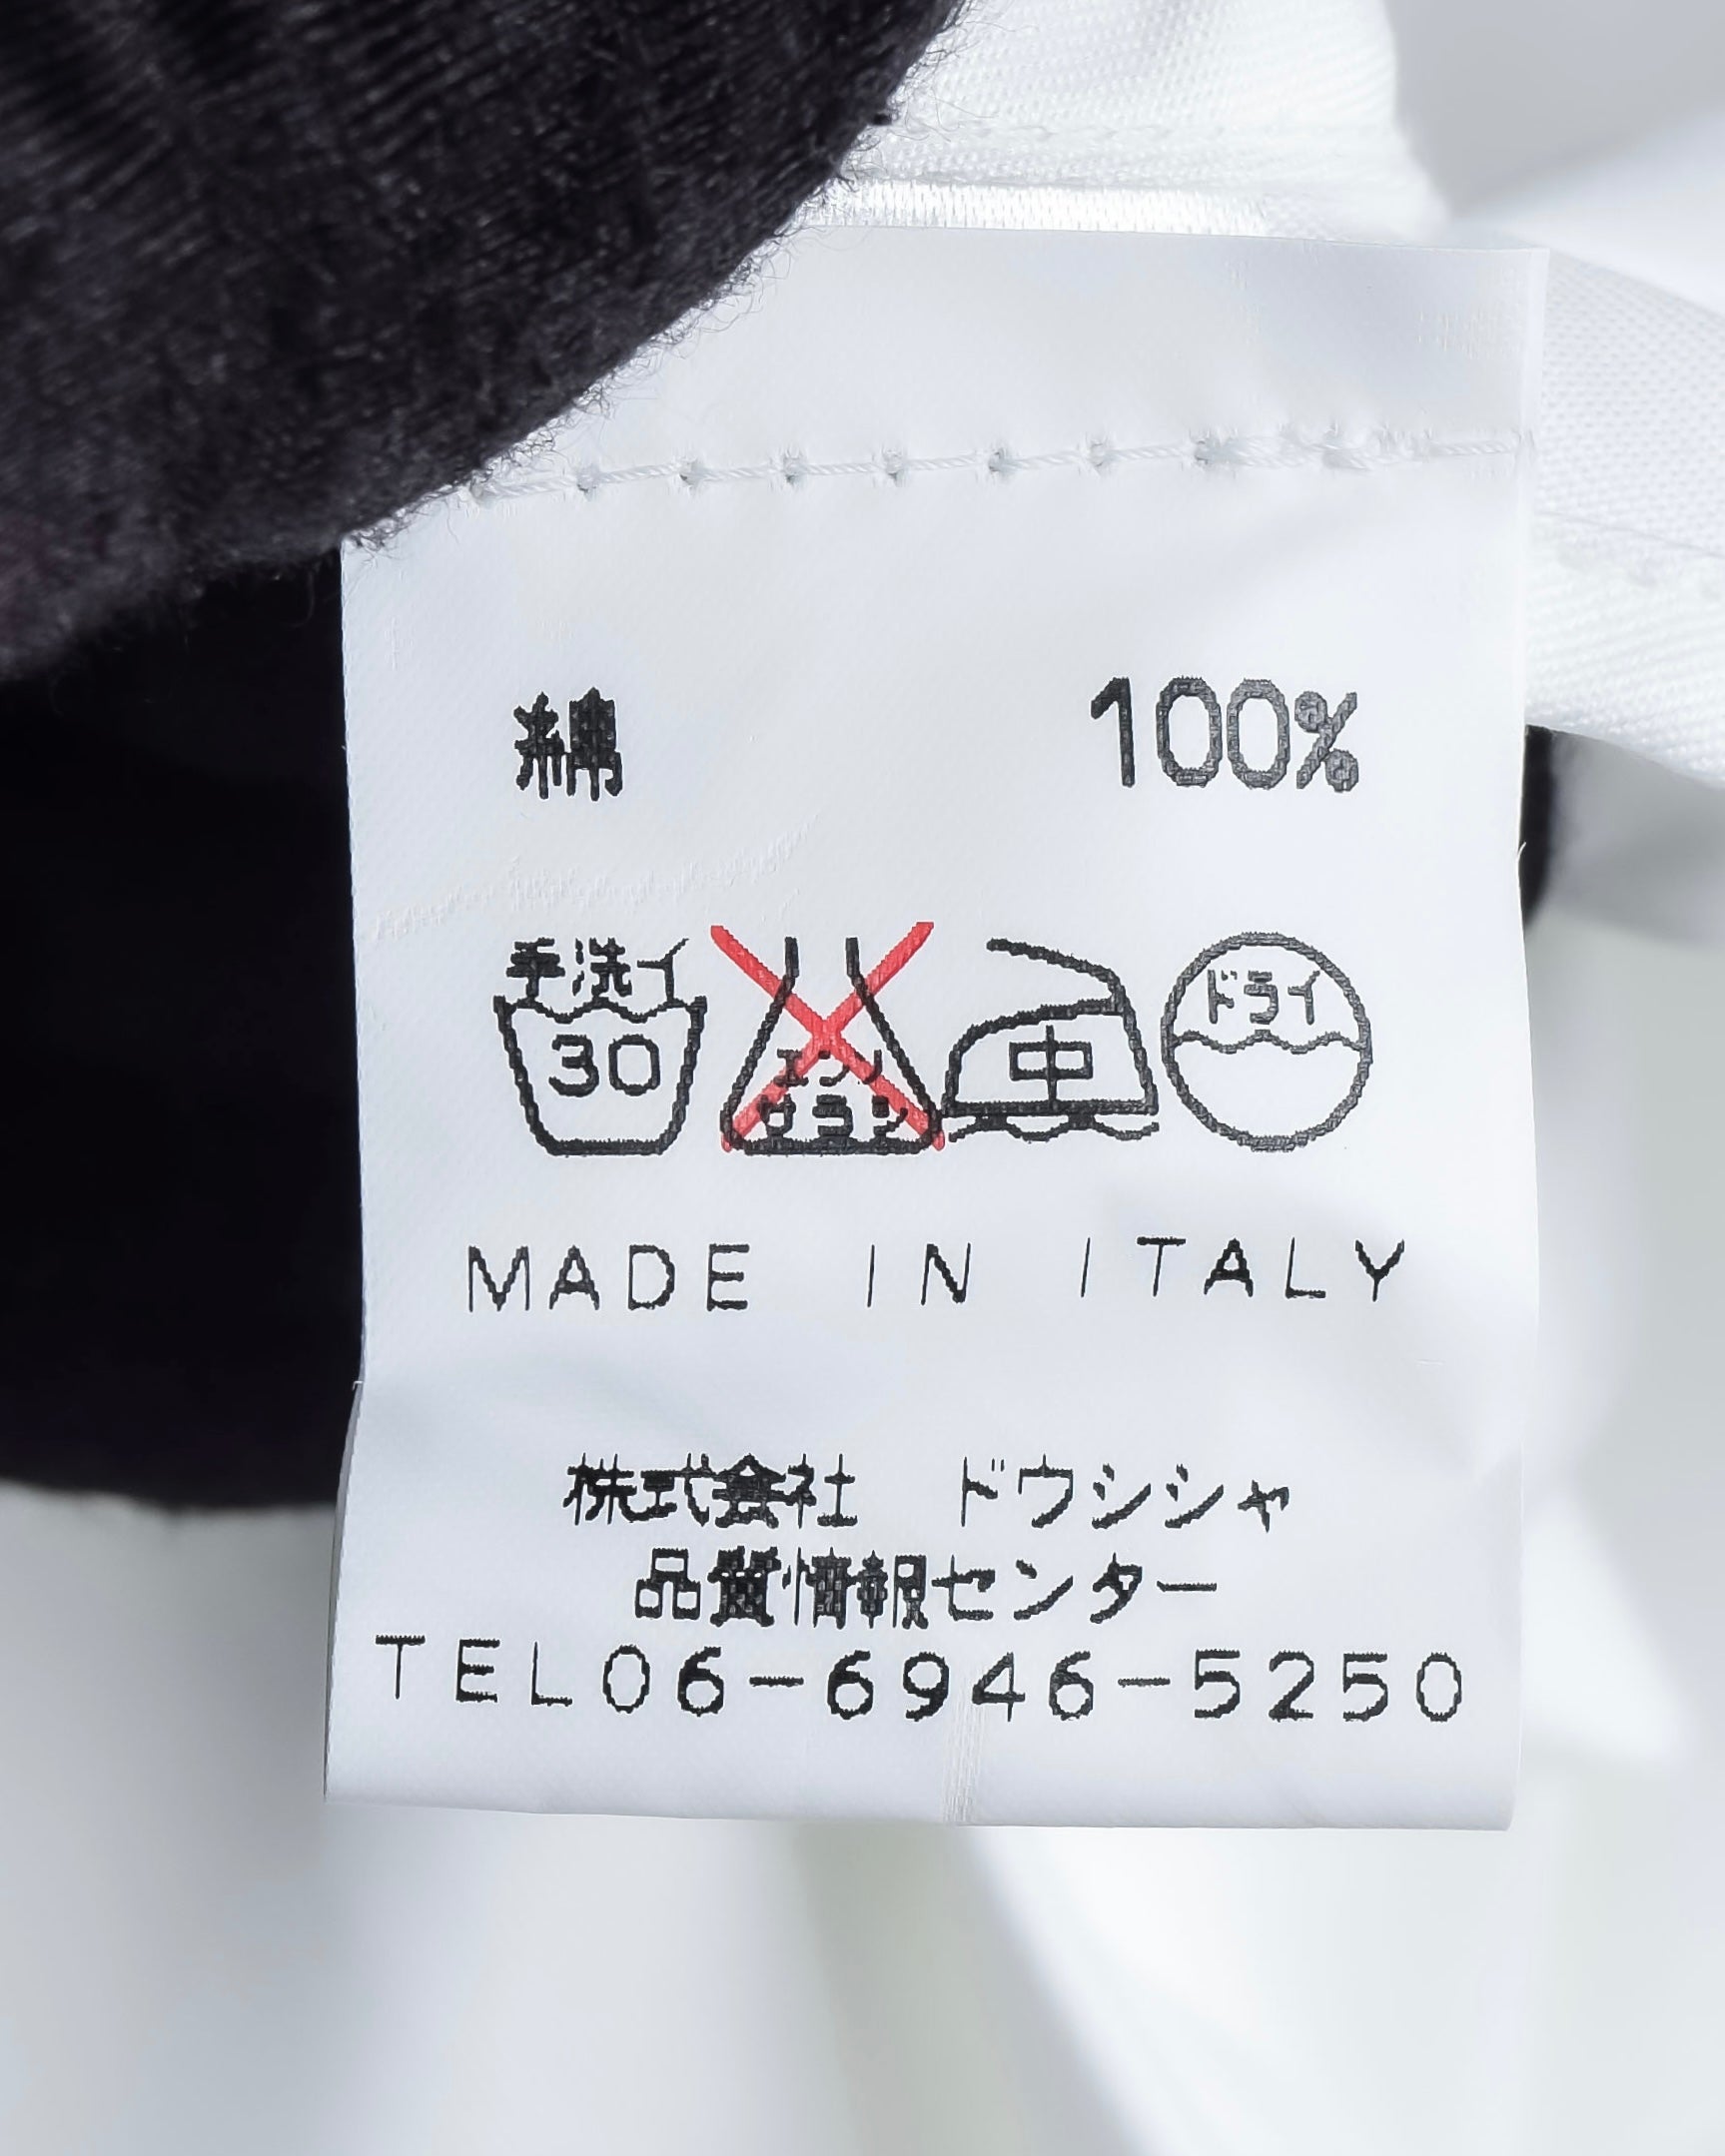 綿 100%
手洗イ ドライ
30 エンソ 中
サラシ
MADE IN ITALY
株式会社 ドウシシャ
品質情報センター
TEL06-6946-5250